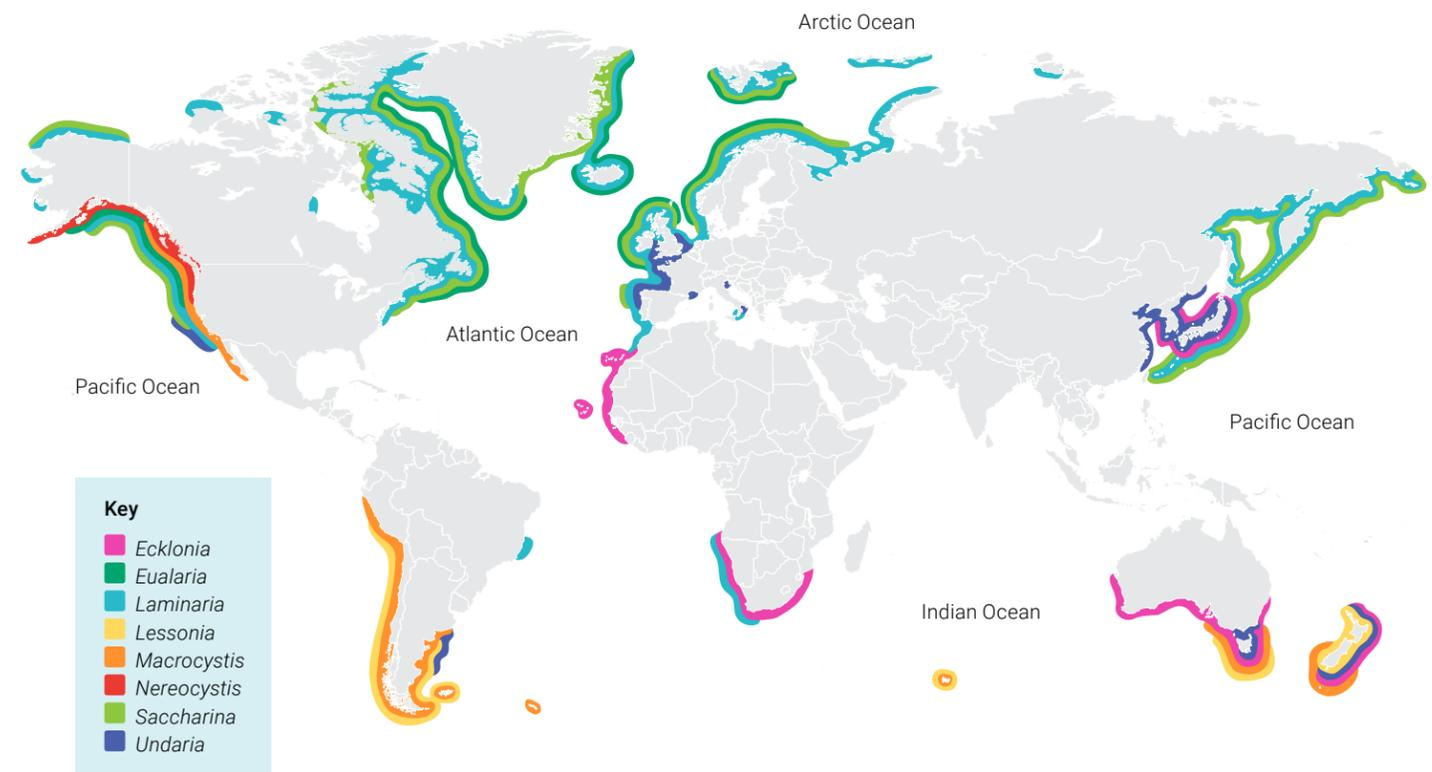 Arctic Ocean
Atlantic Ocean
Pacific Ocean
Pacific Ocean
Indian Ocean
Key
Ecklonia
Eualaria
Laminaria
Lessonia
Macrocystis
Nereocystis
Saccharina
Undaria